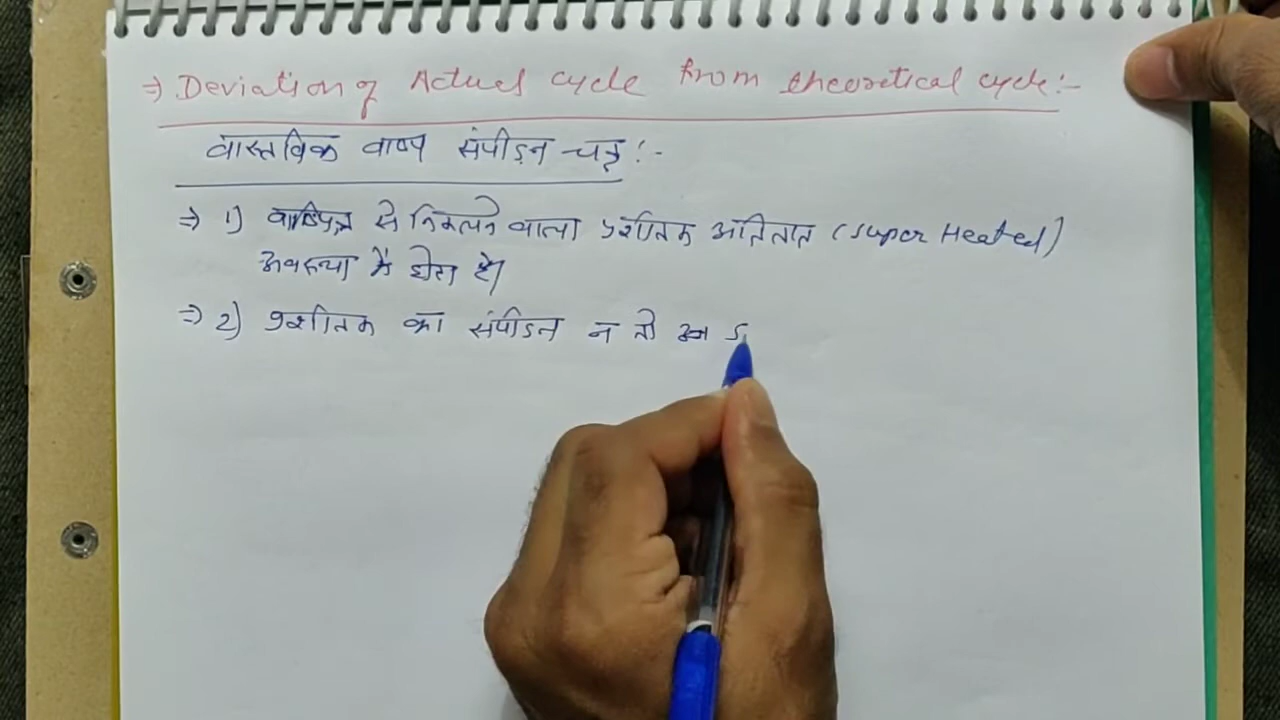 ⇒ Deviation of Actual cycle from theoretical cycle:-
वास्तविक वाष्प संपीडन चक्र:-
⇒ 1) वाष्पित्र से निकलने वाला प्रशीतक अतितप्त (Super Heated)
अवस्था में होता है।
⇒ 2) प्रशीतक का संपीडन न तो